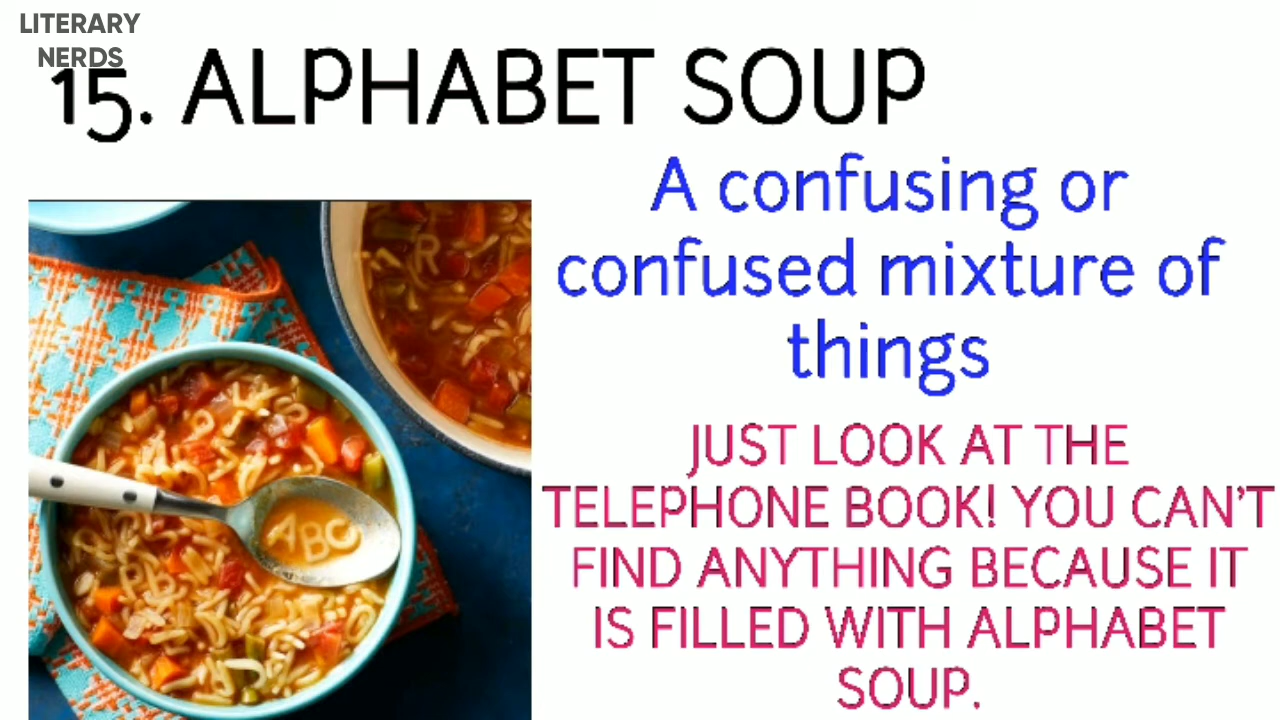 LITERARY
NERDS
15. ALPHABET SOUP
A confusing or
confused mixture of
things
JUST LOOK AT THE
TELEPHONE BOOK! YOU CAN'T
FIND ANYTHING BECAUSE IT
IS FILLED WITH ALPHABET
SOUP.
R
ABC